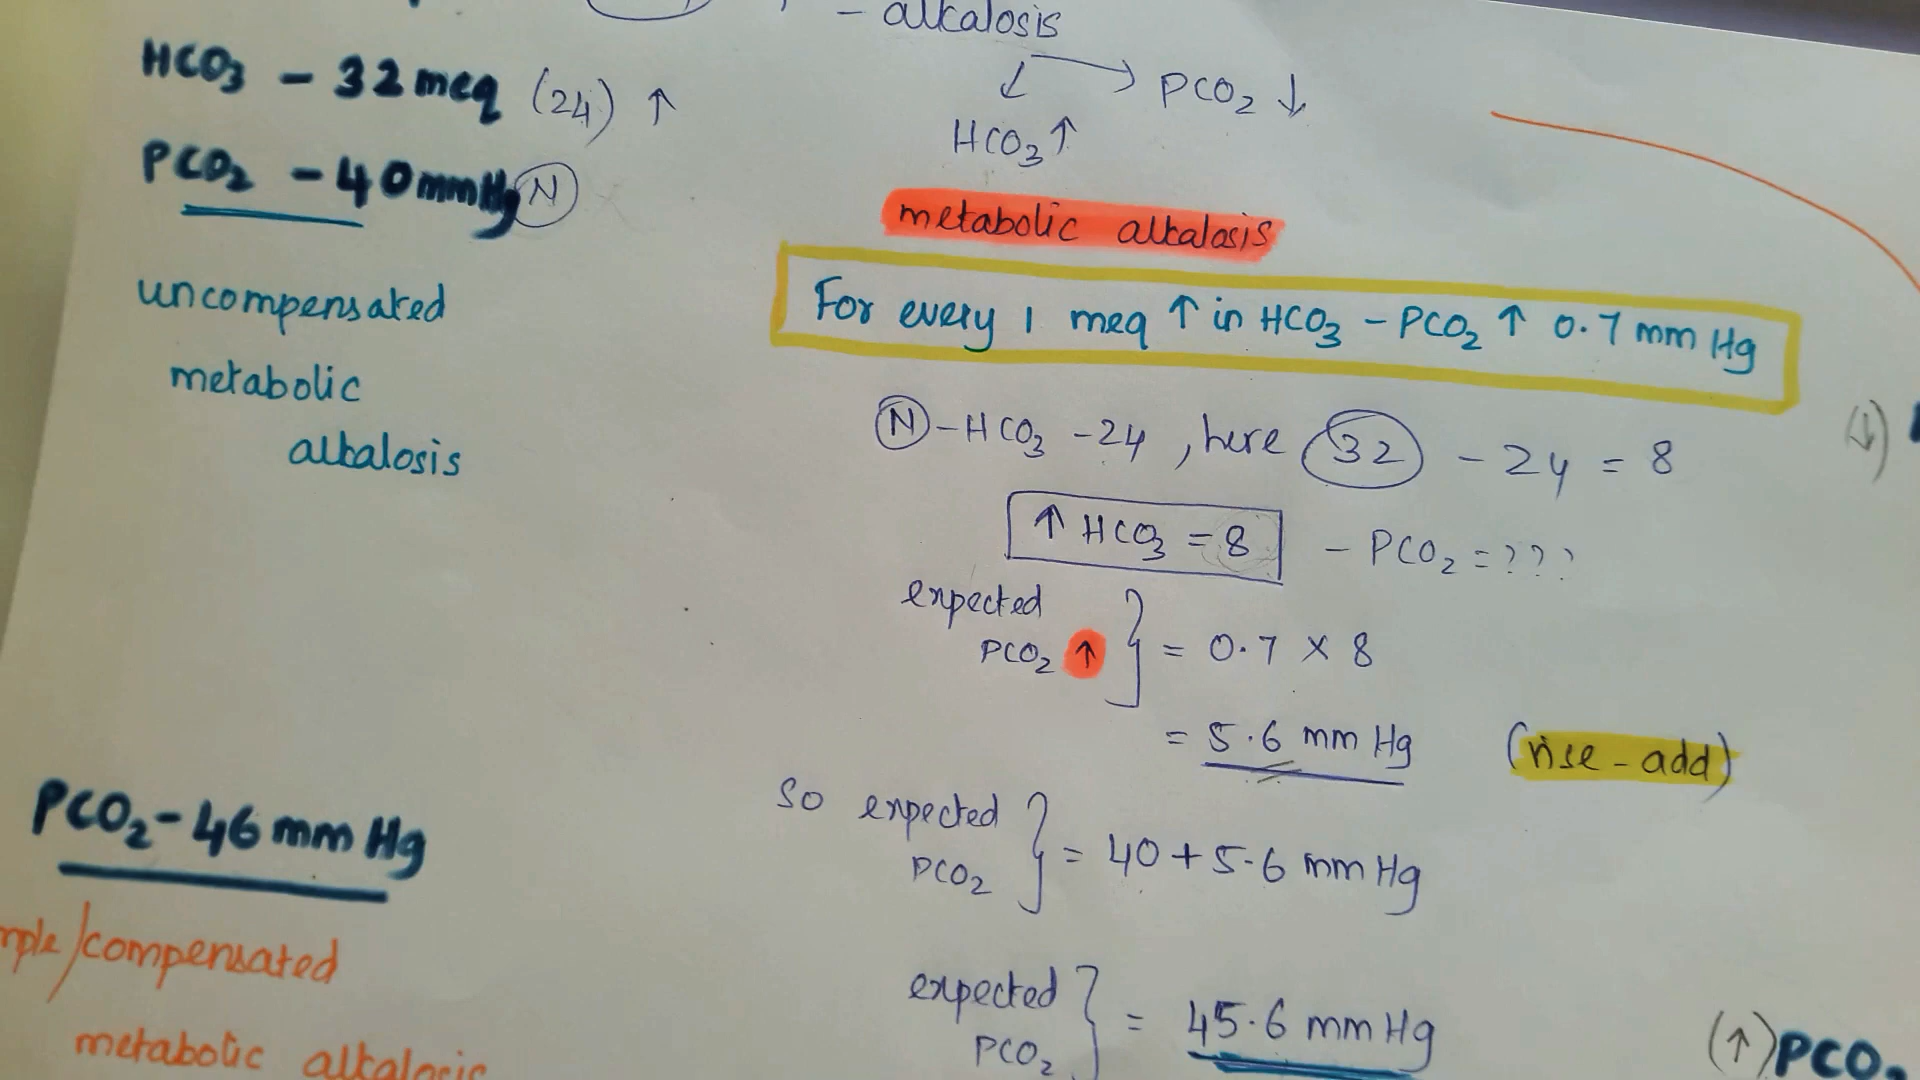 - alkalosis
HCO3 - 32 meq (24) ↑
PCO2 ↓
HCO3 ↑
PCO2 - 40 mmHg N
metabolic alkalosis
uncompensated
metabolic
alkalosis
For every 1 meq ↑ in HCO3 - PCO2 ↑ 0.7 mm Hg
N - HCO3 - 24, here 32 - 24 = 8
(↓)
↑ HCO3 = 8 - PCO2 = ???
expected
PCO2 ↑ } = 0.7 × 8
= 5.6 mm Hg (rise - add)
PCO2 - 46 mm Hg
so expected
PCO2 } = 40 + 5.6 mm Hg
mple/compensated
metabolic alkalosis
expected
PCO2 } = 45.6 mm Hg
(↑) PCO2